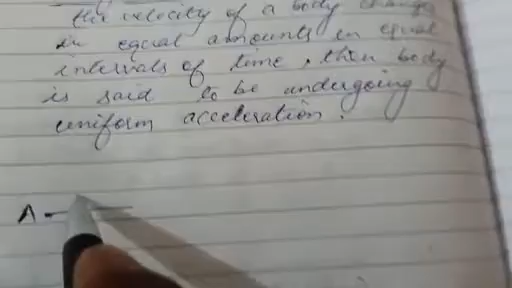 the velocity of a body change
in equal amounts in equal
intervals of time, then body
is said to be undergoing
uniform acceleration.
A